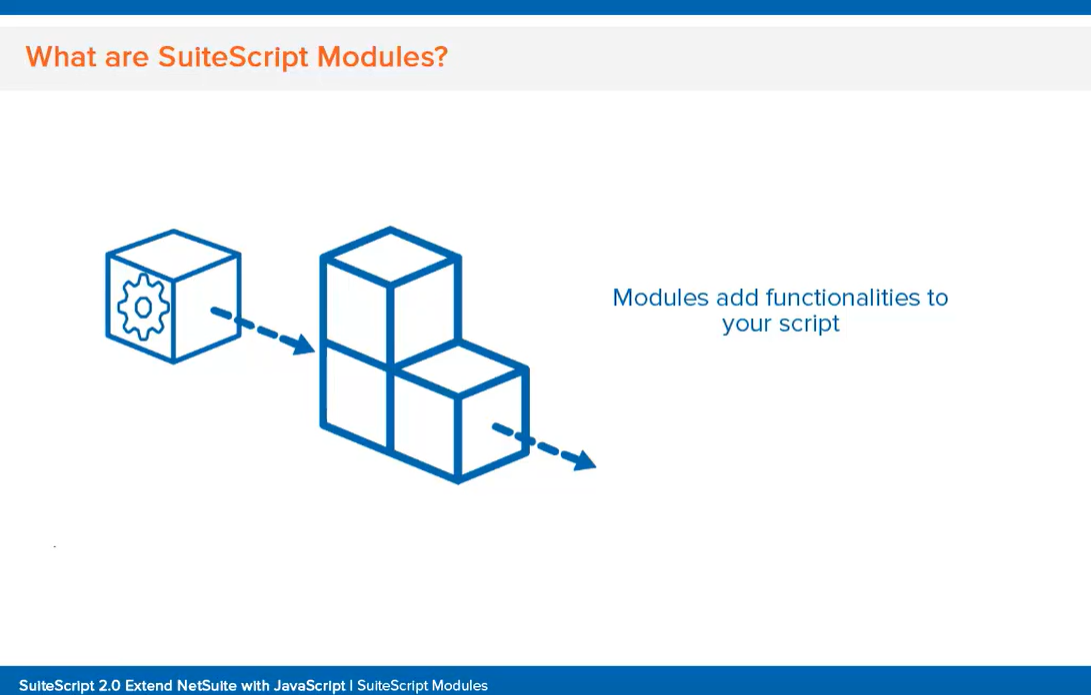 What are SuiteScript Modules?
Modules add functionalities to
your script
SuiteScript 2.0 Extend NetSuite with JavaScript | SuiteScript Modules